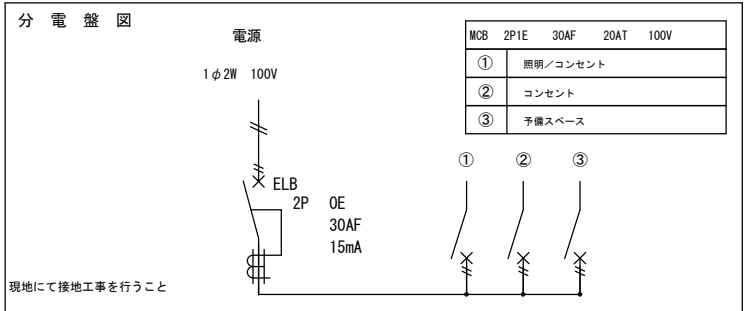 分 電 盤 図
電源
1φ2W 100V
MCB 2P1E 30AF 20AT 100V
① 照明／コンセント
② コンセント
③ 予備スペース
① ② ③
ELB
2P 0E
30AF
15mA
現地にて接地工事を行うこと